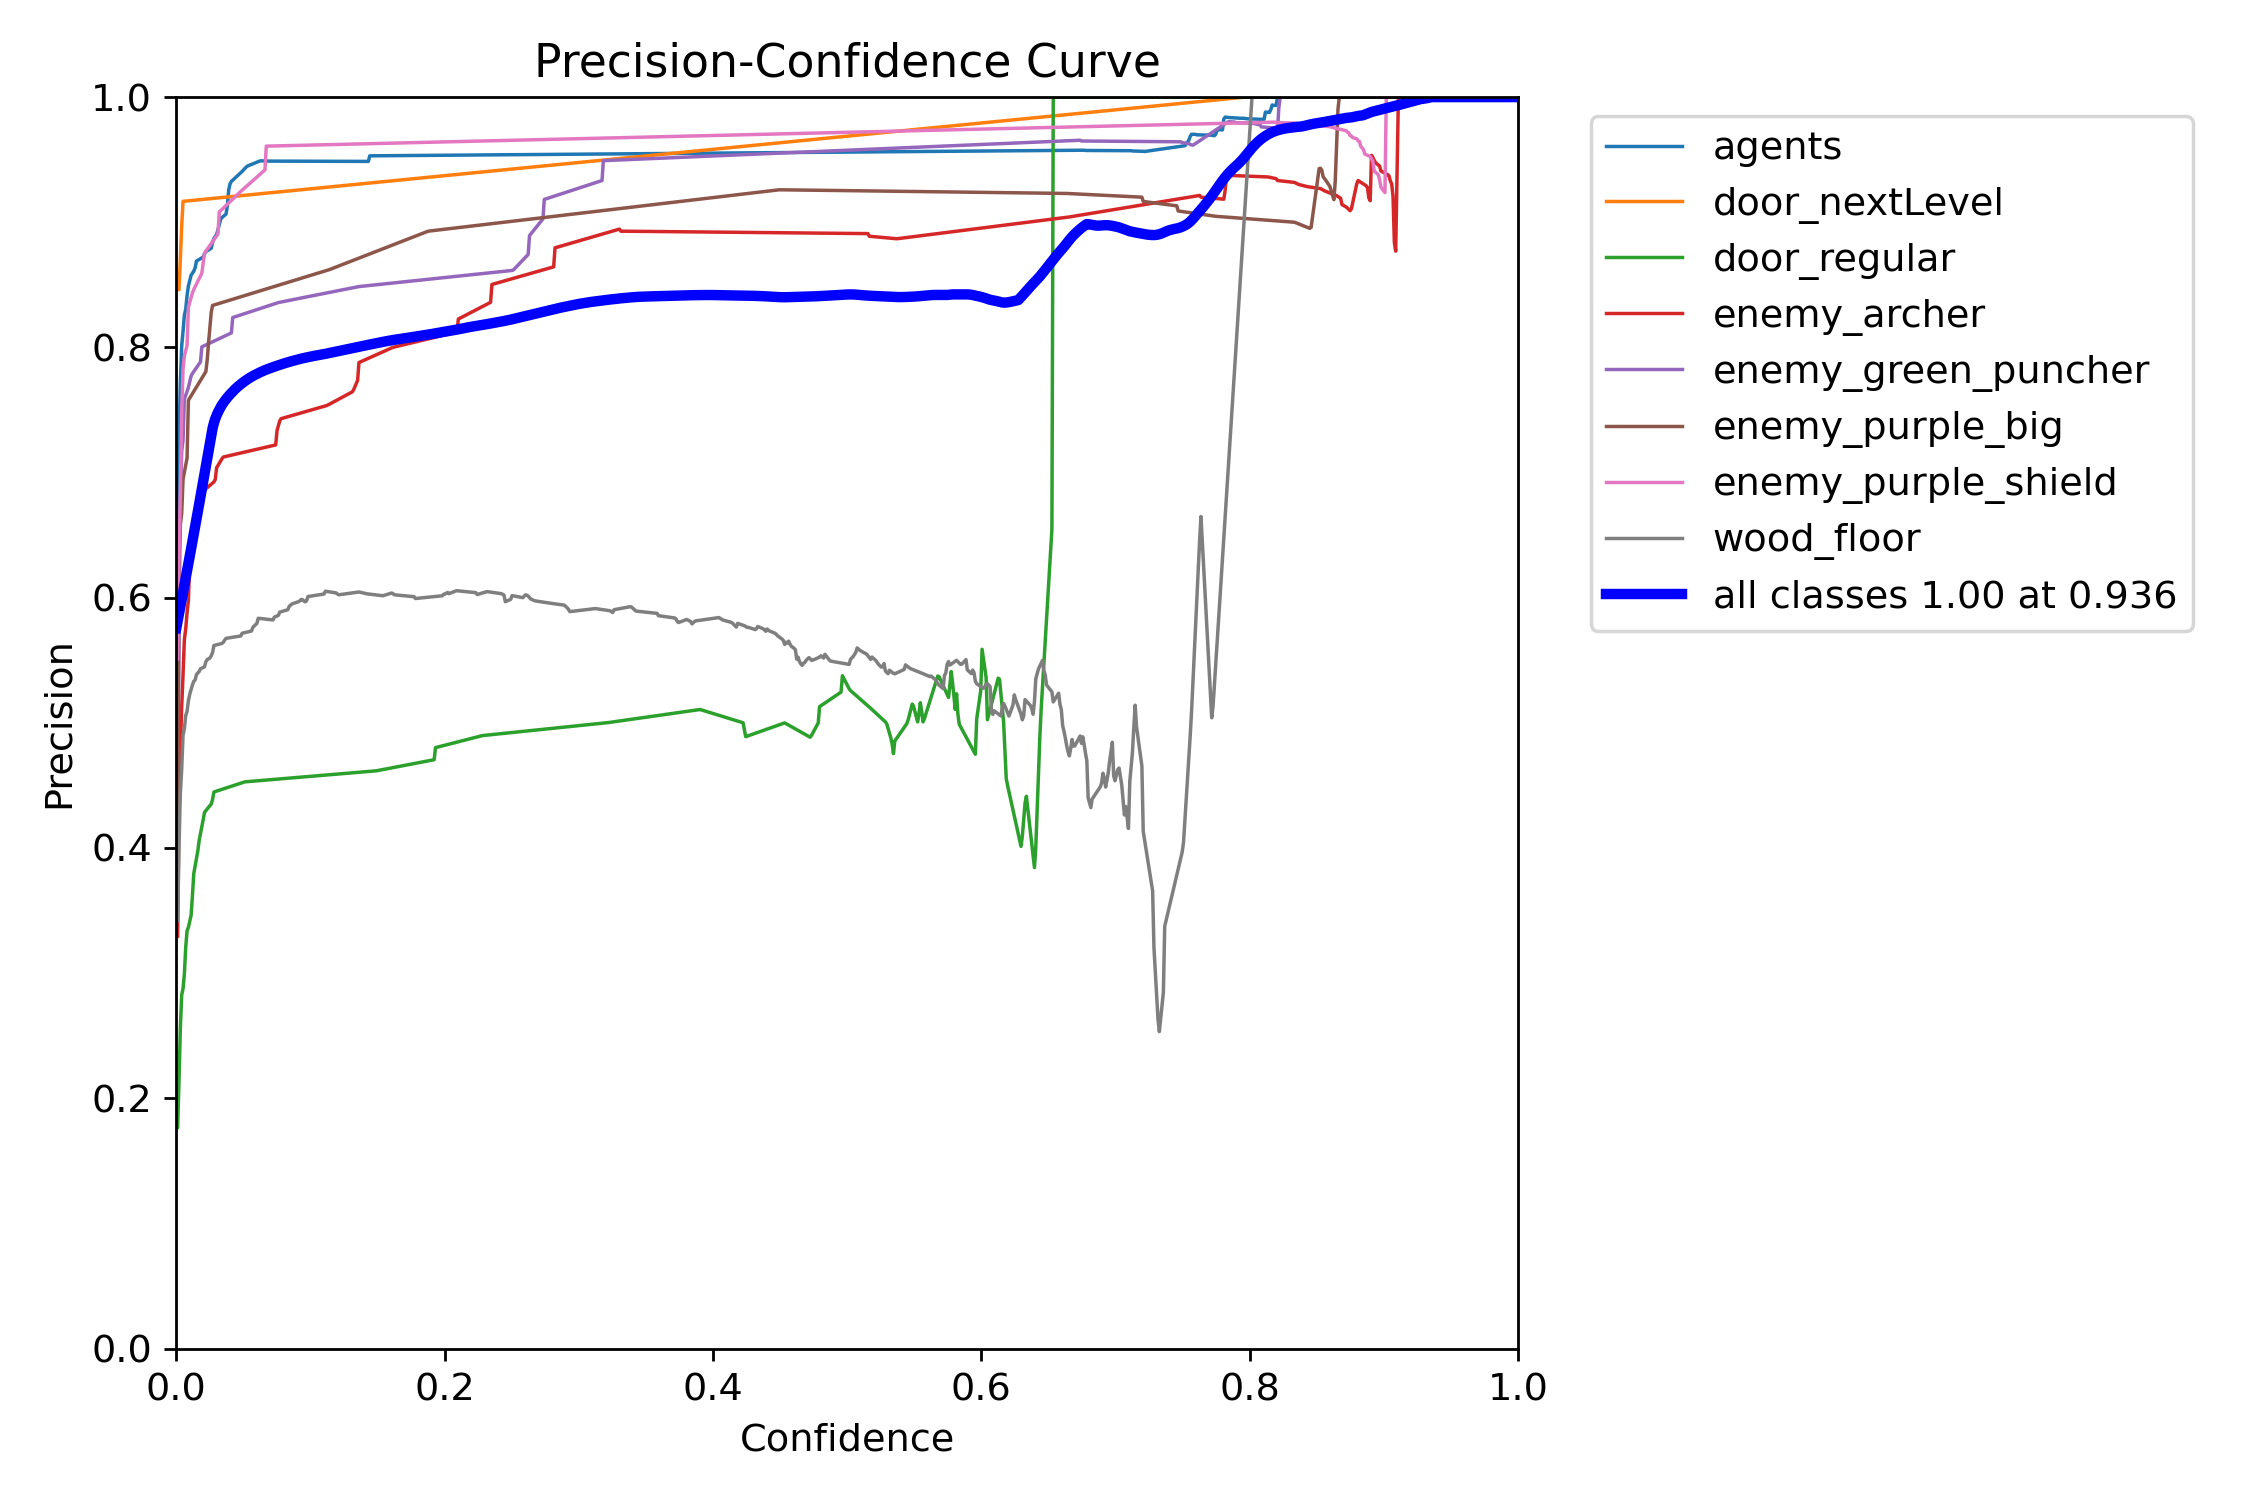 Precision-Confidence Curve
1.0
0.8
0.6
0.4
0.2
0.0
Precision
0.0 0.2 0.4 0.6 0.8 1.0
Confidence
agents
door_nextLevel
door_regular
enemy_archer
enemy_green_puncher
enemy_purple_big
enemy_purple_shield
wood_floor
all classes 1.00 at 0.936